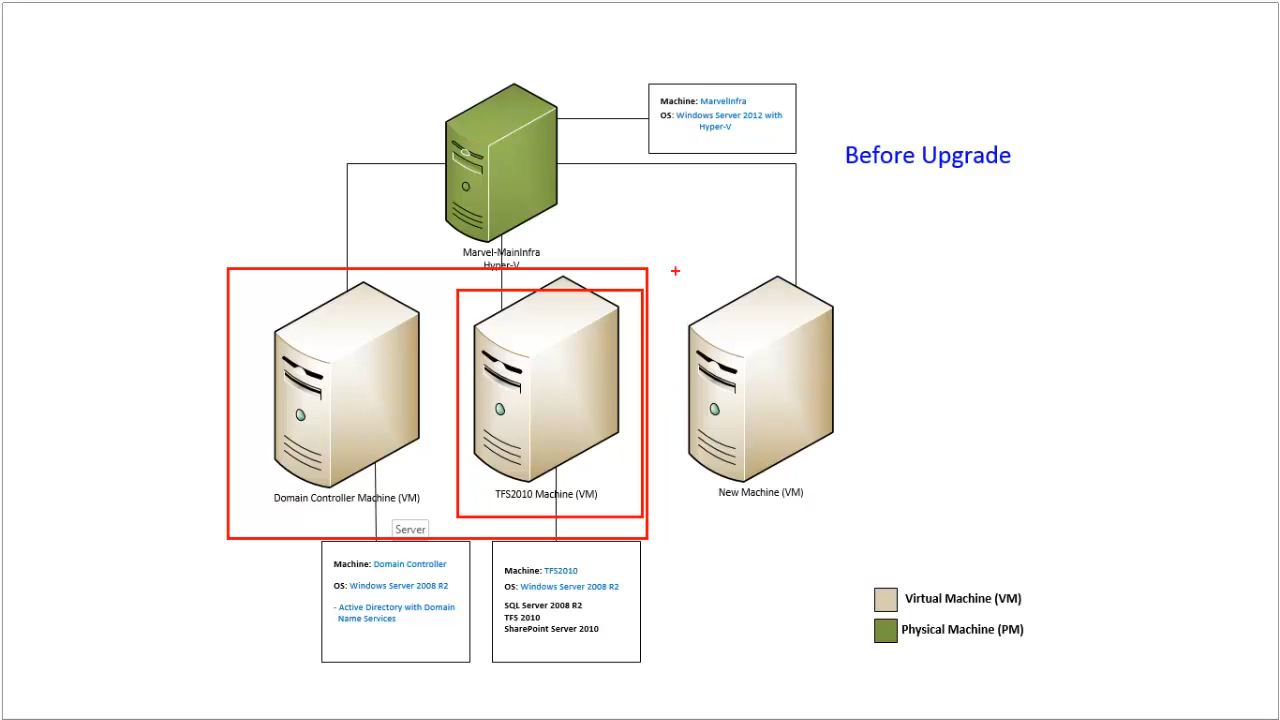 Machine: MarvelInfra
OS: Windows Server 2012 with
Hyper-V
Before Upgrade
Marvel-MainInfra
Hyper-V
Domain Controller Machine (VM)
TFS2010 Machine (VM)
New Machine (VM)
Server
Machine: Domain Controller
OS: Windows Server 2008 R2
- Active Directory with Domain
Name Services
Machine: TFS2010
OS: Windows Server 2008 R2
SQL Server 2008 R2
TFS 2010
SharePoint Server 2010
Virtual Machine (VM)
Physical Machine (PM)